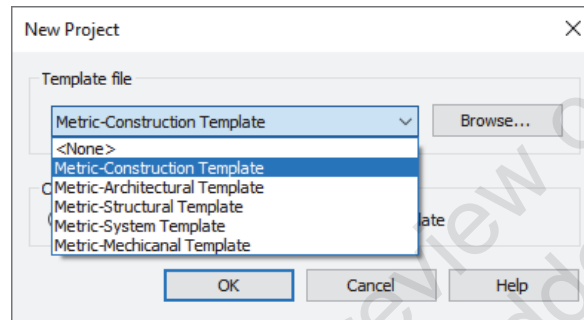 New Project
Template file
Metric-Construction Template
Browse...
<None>
Metric-Construction Template
Metric-Architectural Template
Metric-Structural Template
Metric-System Template
Metric-Mechicanal Template
OK
Cancel
Help